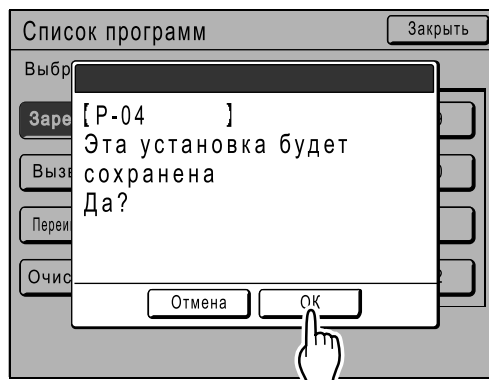 Список программ
Закрыть
Выбр
【P-04 】
Заре
Эта установка будет
сохранена
Вызв
Да?
Переи
Очис
Отмена
OK